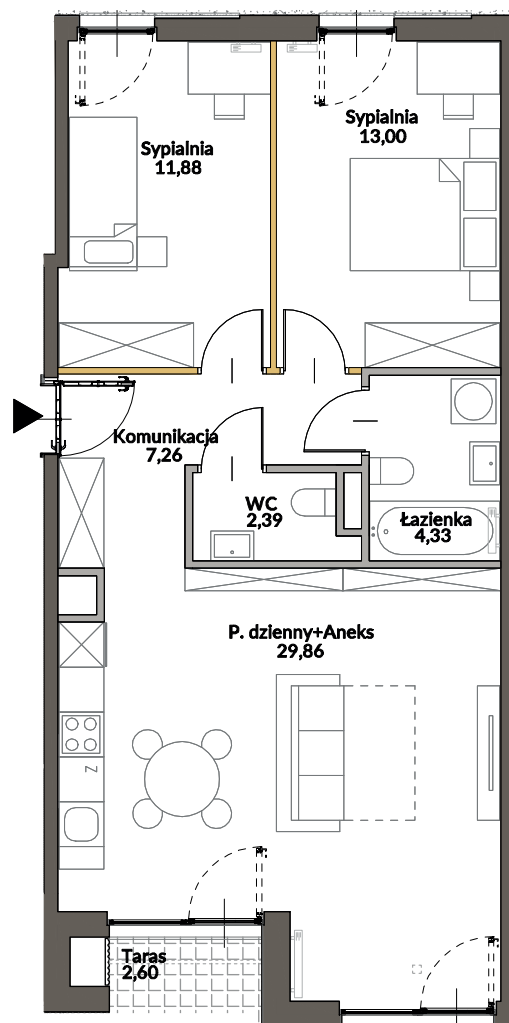 Sypialnia
13,00
Sypialnia
11,88
Komunikacja
7,26
WC
2,39
Łazienka
4,33
P. dzienny+Aneks
29,86
Z
Taras
2,60